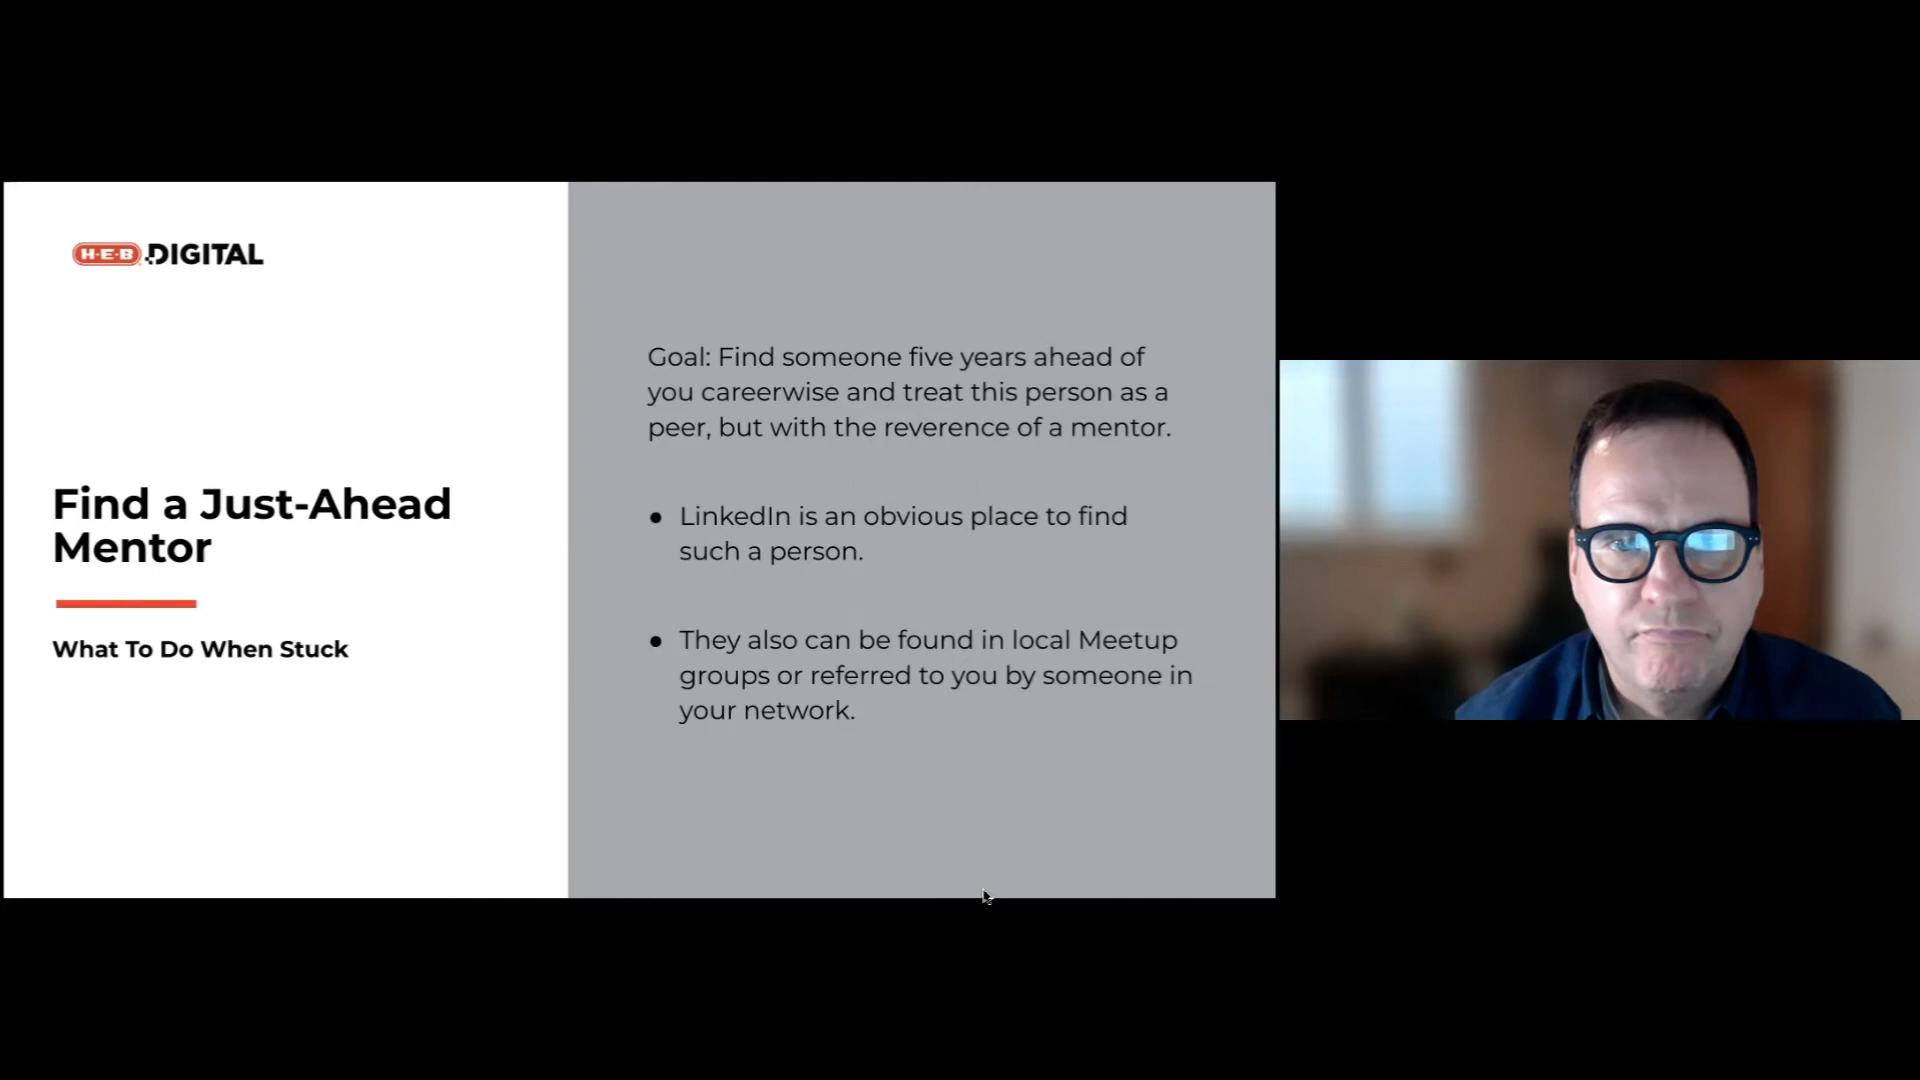 H-E-B DIGITAL
Find a Just-Ahead
Mentor
What To Do When Stuck
Goal: Find someone five years ahead of
you careerwise and treat this person as a
peer, but with the reverence of a mentor.
● LinkedIn is an obvious place to find
such a person.
● They also can be found in local Meetup
groups or referred to you by someone in
your network.